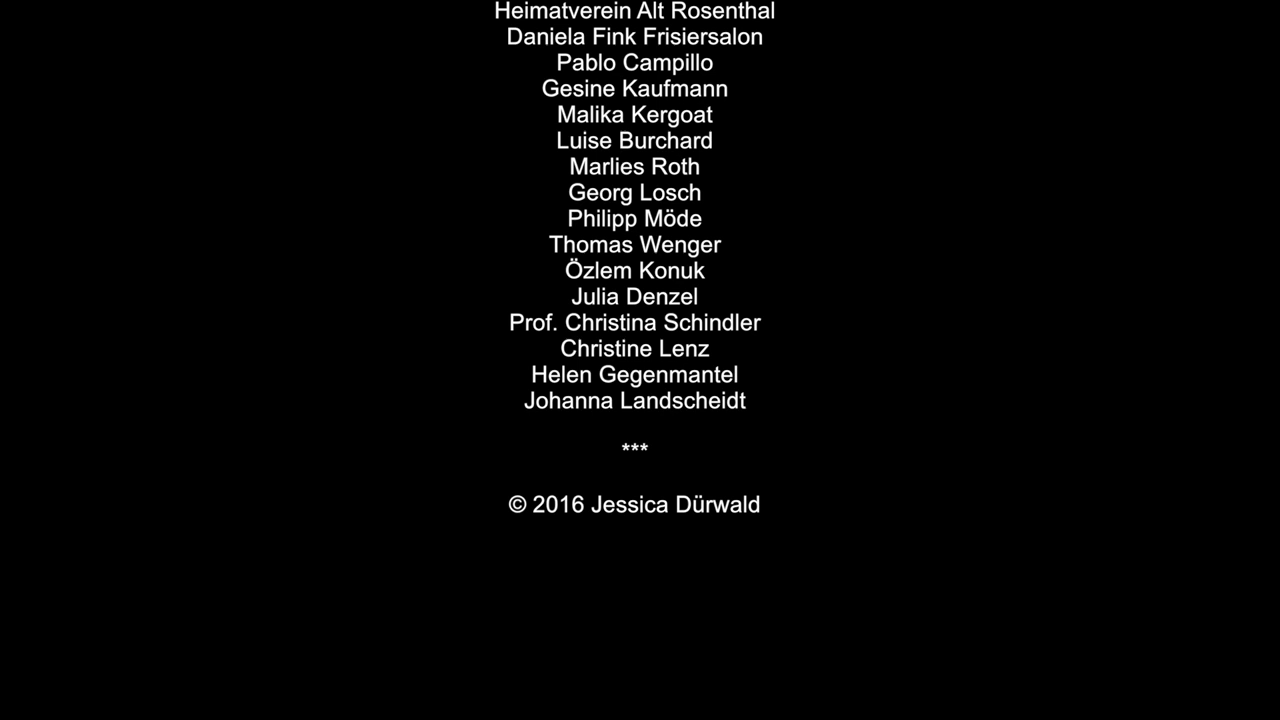 Heimatverein Alt Rosenthal
Daniela Fink Frisiersalon
Pablo Campillo
Gesine Kaufmann
Malika Kergoat
Luise Burchard
Marlies Roth
Georg Losch
Philipp Möde
Thomas Wenger
Özlem Konuk
Julia Denzel
Prof. Christina Schindler
Christine Lenz
Helen Gegenmantel
Johanna Landscheidt
***
© 2016 Jessica Dürwald